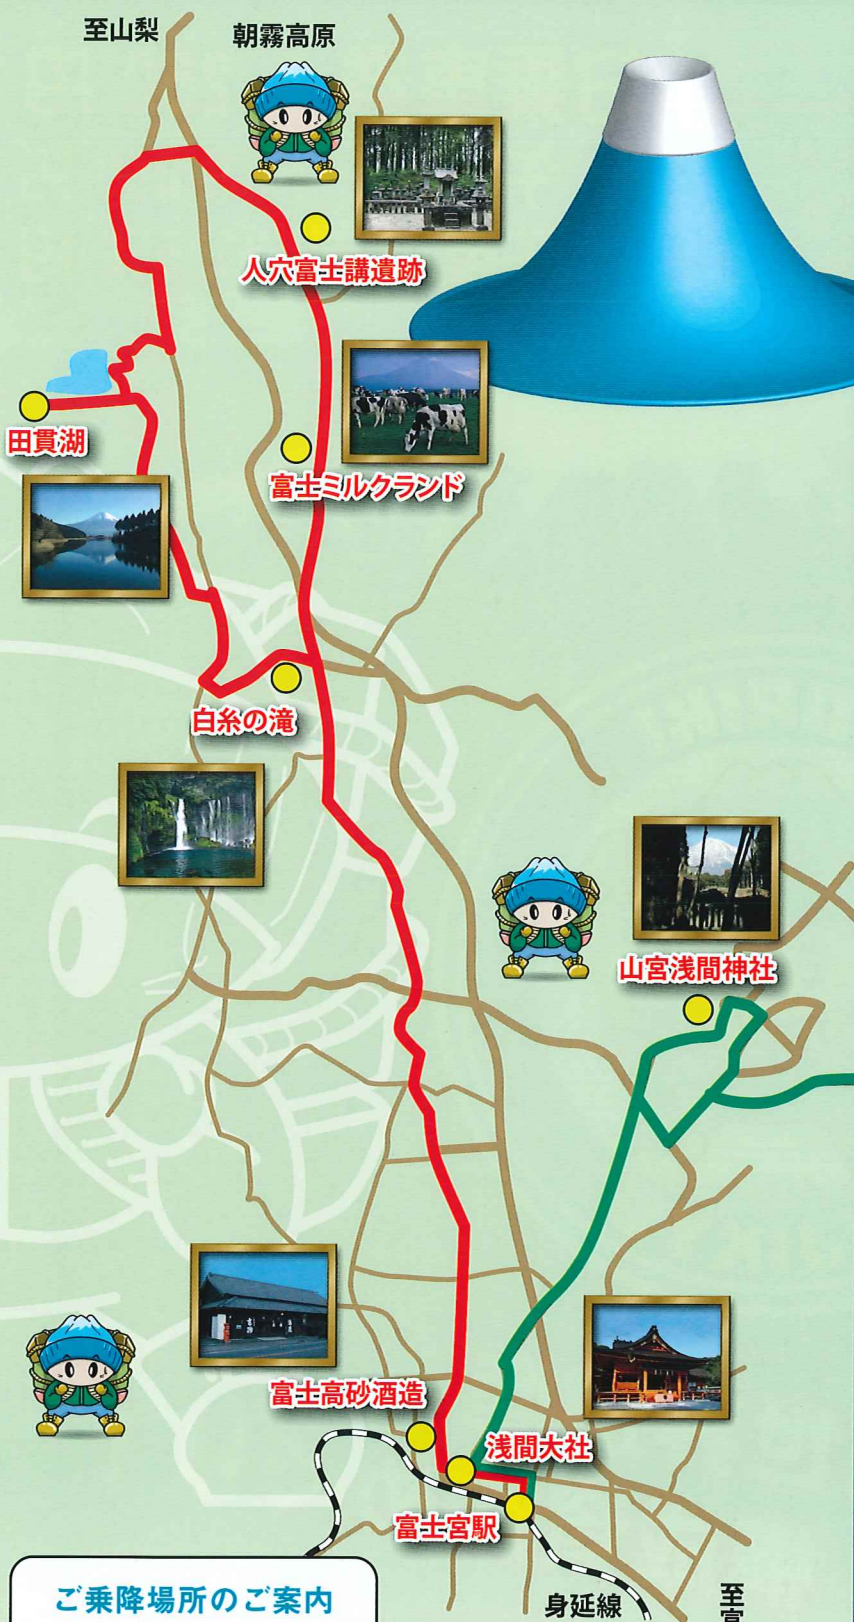 至山梨
朝霧高原
人穴富士講遺跡
田貫湖
富士ミルクランド
白糸の滝
山宮浅間神社
富士高砂酒造
浅間大社
富士宮駅
ご乗降場所のご案内
身延線
至富